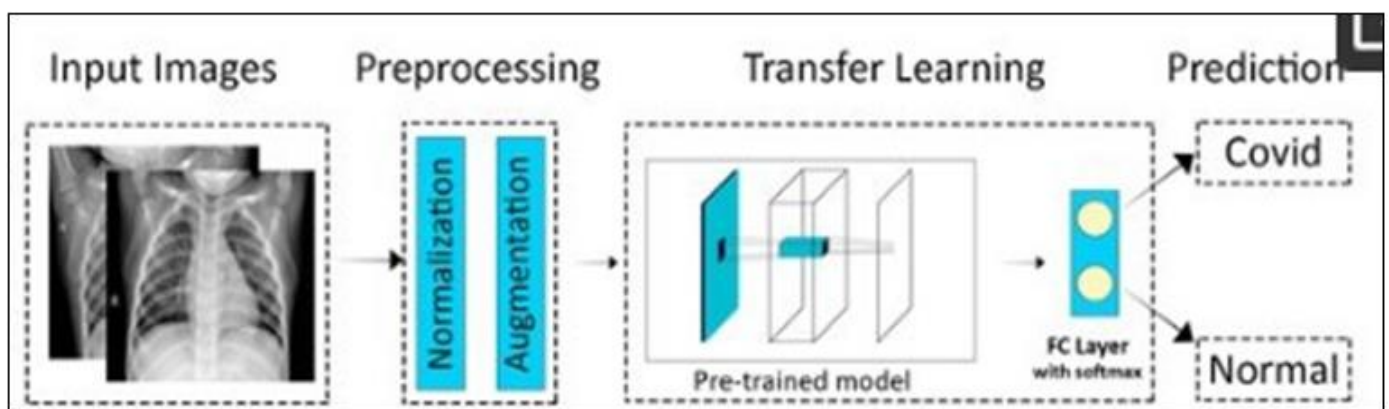 Input Images
Preprocessing
Transfer Learning
Prediction
Normalization
Augmentation
Pre-trained model
FC Layer
with softmax
Covid
Normal